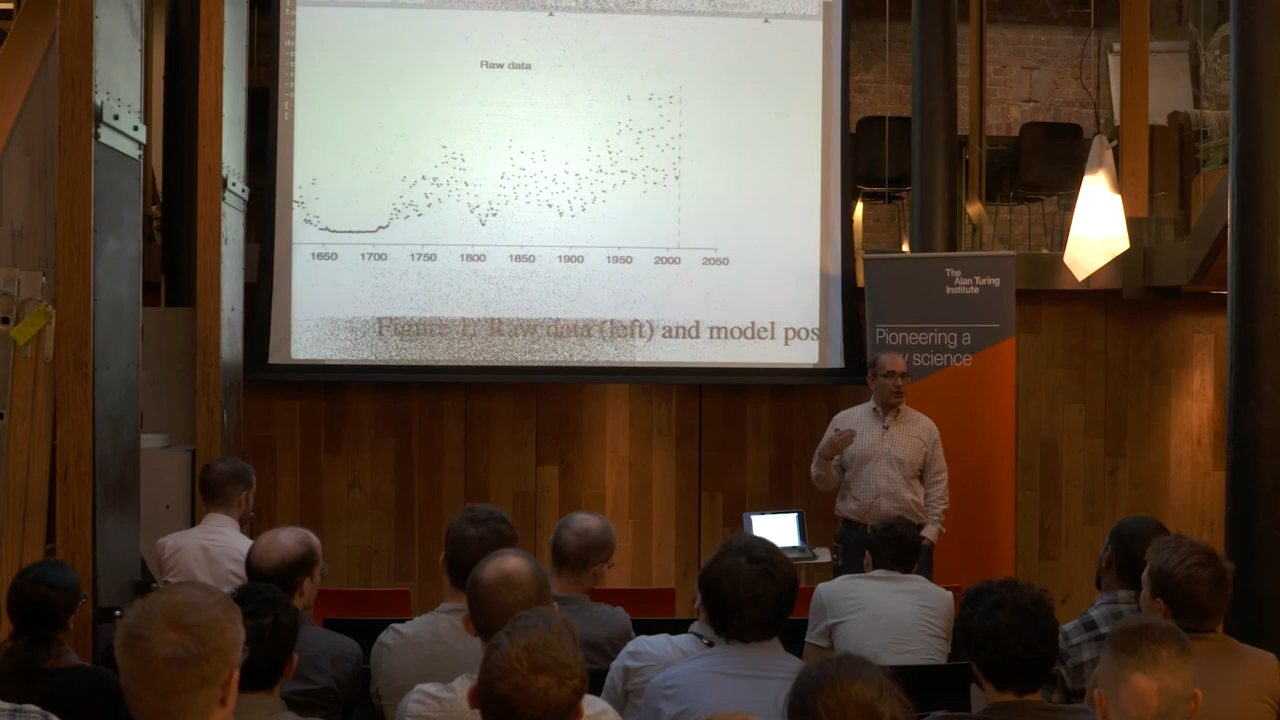 Raw data
1650 1700 1750 1800 1850 1900 1950 2000 2050
Figure 1: Raw data (left) and model pos
The
Alan Turing
Institute
Pioneering a
w science